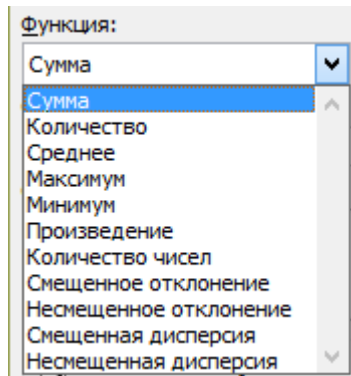 Функция:
Сумма
Сумма
Количество
Среднее
Максимум
Минимум
Произведение
Количество чисел
Смещенное отклонение
Несмещенное отклонение
Смещенная дисперсия
Несмещенная дисперсия